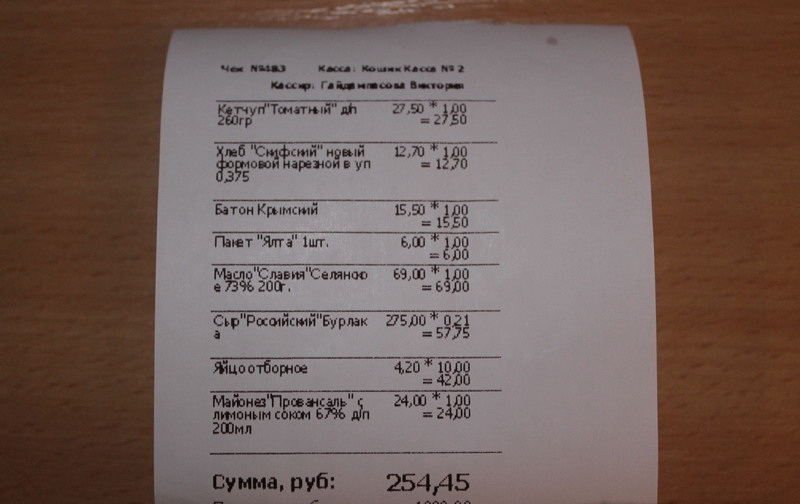 Чек №483 Касса: Кошик Касса № 2
Кассир: Гайдамасова Виктория
Кетчуп"Томатный" д/п 27,50 * 1,00
260гр = 27,50
Хлеб "Скифский" новый 12,70 * 1,00
формовой нарезной в уп = 12,70
0,375
Батон Крымский 15,50 * 1,00
= 15,50
Пакет "Ялта" 1шт. 6,00 * 1,00
= 6,00
Масло"Славия"Селянско 69,00 * 1,00
е 73% 200г. = 69,00
Сыр"Российский"Бурлак 275,00 * 0,21
а = 57,75
Яйцо отборное 4,20 * 10,00
= 42,00
Майонез"Провансаль" с 24,00 * 1,00
лимоным соком 67% д/п = 24,00
200мл
Сумма, руб: 254,45